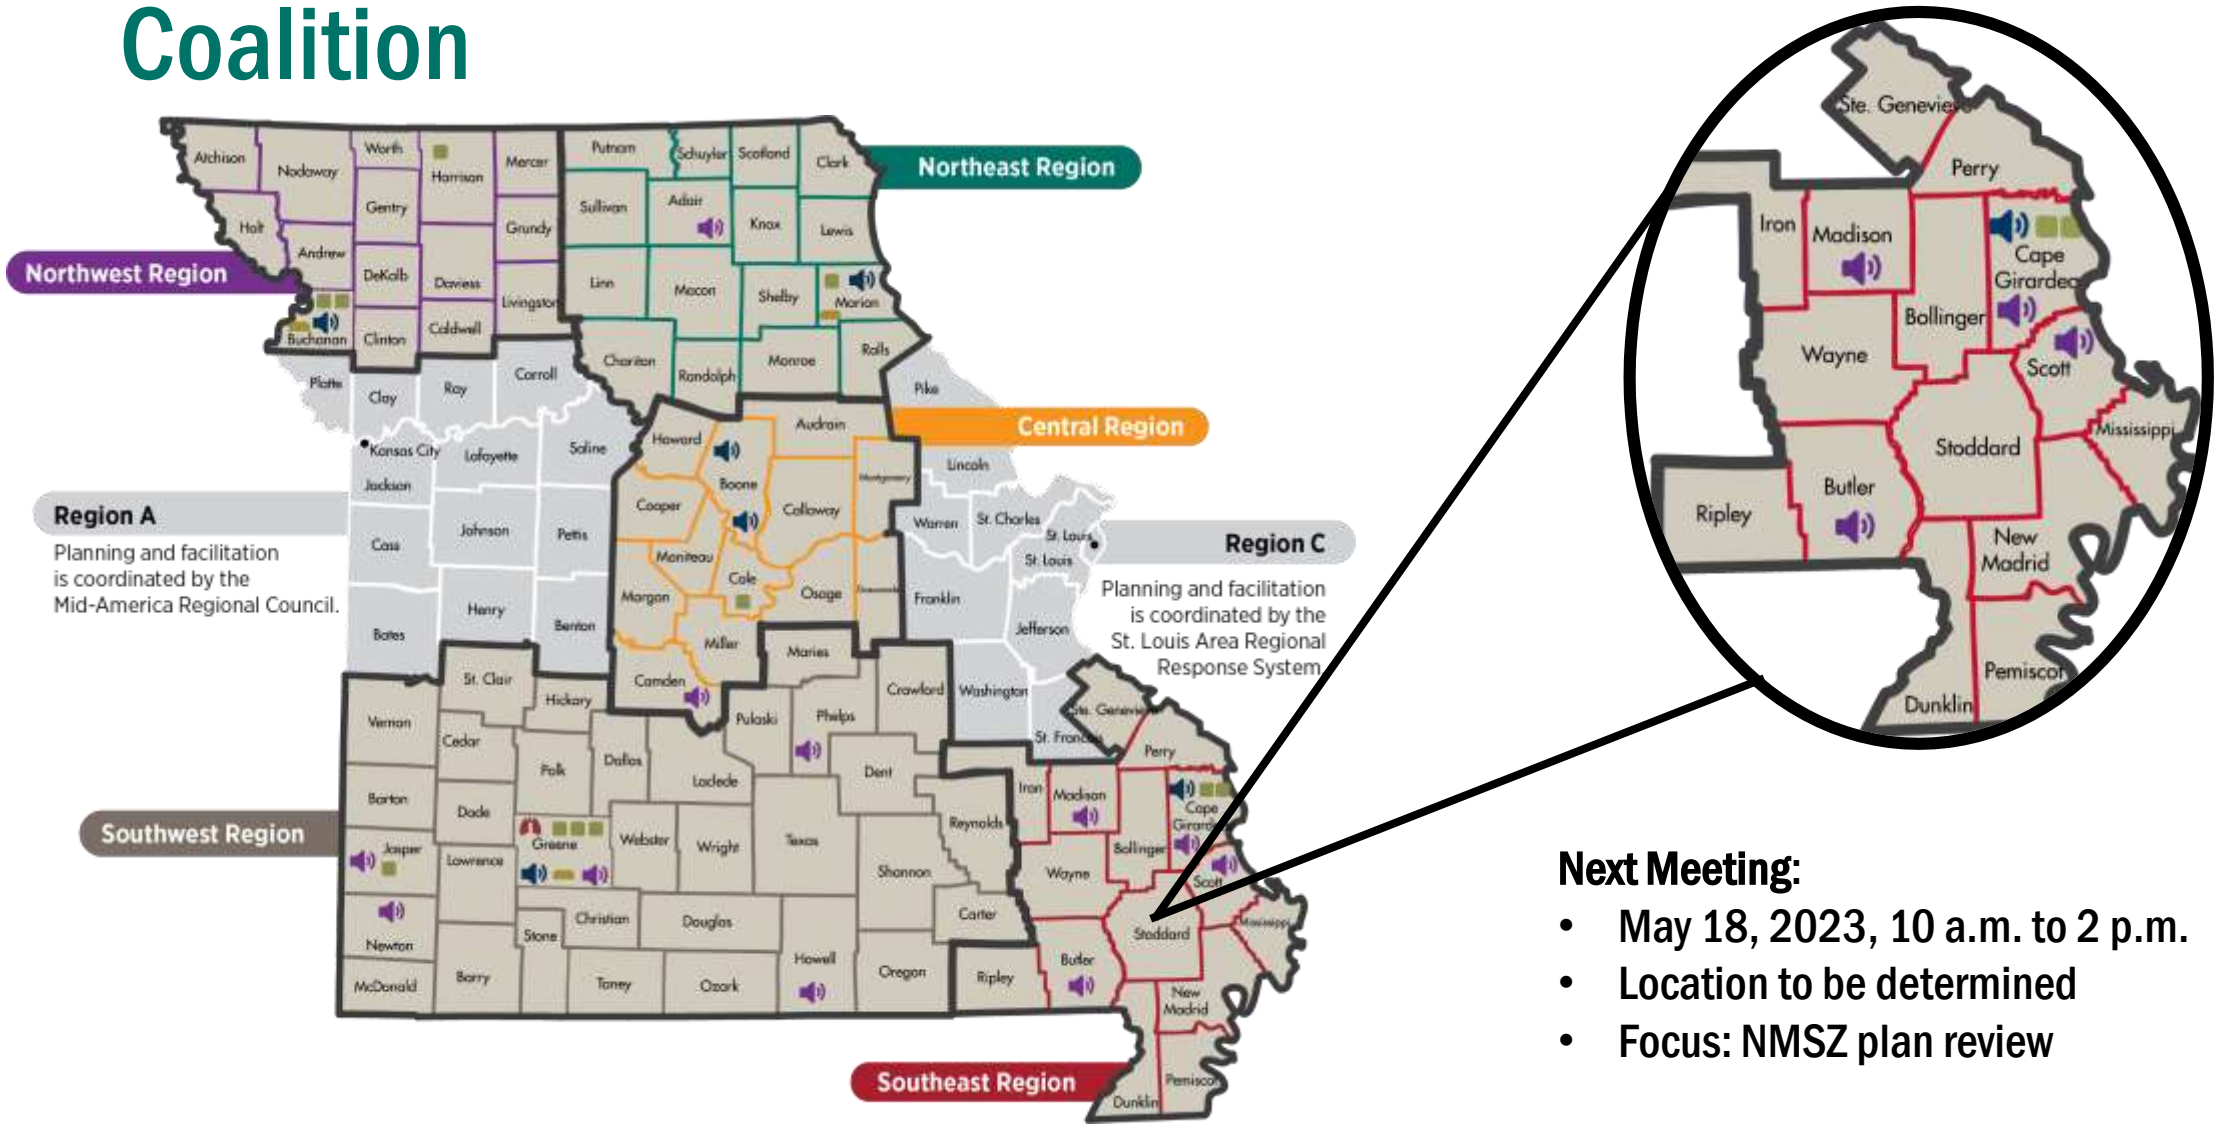 Coalition
Atchison
Nodaway
Worth
Harrison
Mercer
Putnam
Schuyler
Scotland
Clark
Northeast Region
Holt
Gentry
Grundy
Sullivan
Adair
Knox
Lewis
Northwest Region
Andrew
DeKalb
Daviess
Livingston
Linn
Macon
Shelby
Marion
Buchanan
Clinton
Caldwell
Chariton
Randolph
Monroe
Ralls
Platte
Clay
Ray
Carroll
Pike
Kansas City
Jackson
Lafayette
Saline
Howard
Boone
Audrain
Central Region
Montgomery
Lincoln
Region A
Planning and facilitation
is coordinated by the
Mid-America Regional Council.
Cass
Johnson
Pettis
Cooper
Moniteau
Callaway
Warren
St. Charles
St. Louis
St. Louis
Region C
Planning and facilitation
is coordinated by the
St. Louis Area Regional
Response System.
Bates
Henry
Benton
Morgan
Cole
Osage
Franklin
Jefferson
Miller
Camden
Maries
St. Clair
Hickory
Vernon
Cedar
Polk
Dallas
Laclede
Pulaski
Phelps
Crawford
Dent
Washington
St. Francois
Ste. Genevieve
Perry
Barton
Dade
Southwest Region
Jasper
Lawrence
Greene
Webster
Wright
Texas
Reynolds
Shannon
Iron
Madison
Cape
Girarde
Bollinger
Wayne
Scott
Newton
McDonald
Barry
Stone
Christian
Taney
Douglas
Ozark
Howell
Oregon
Carter
Ripley
Butler
Stoddard
Mississippi
New
Madrid
Pemiscot
Dunklin
Southeast Region
Ste. Genevieve
Perry
Iron
Madison
Cape
Girardeau
Bollinger
Wayne
Scott
Mississippi
Stoddard
Butler
Ripley
New
Madrid
Pemiscot
Dunklin
Next Meeting:
• May 18, 2023, 10 a.m. to 2 p.m.
• Location to be determined
• Focus: NMSZ plan review